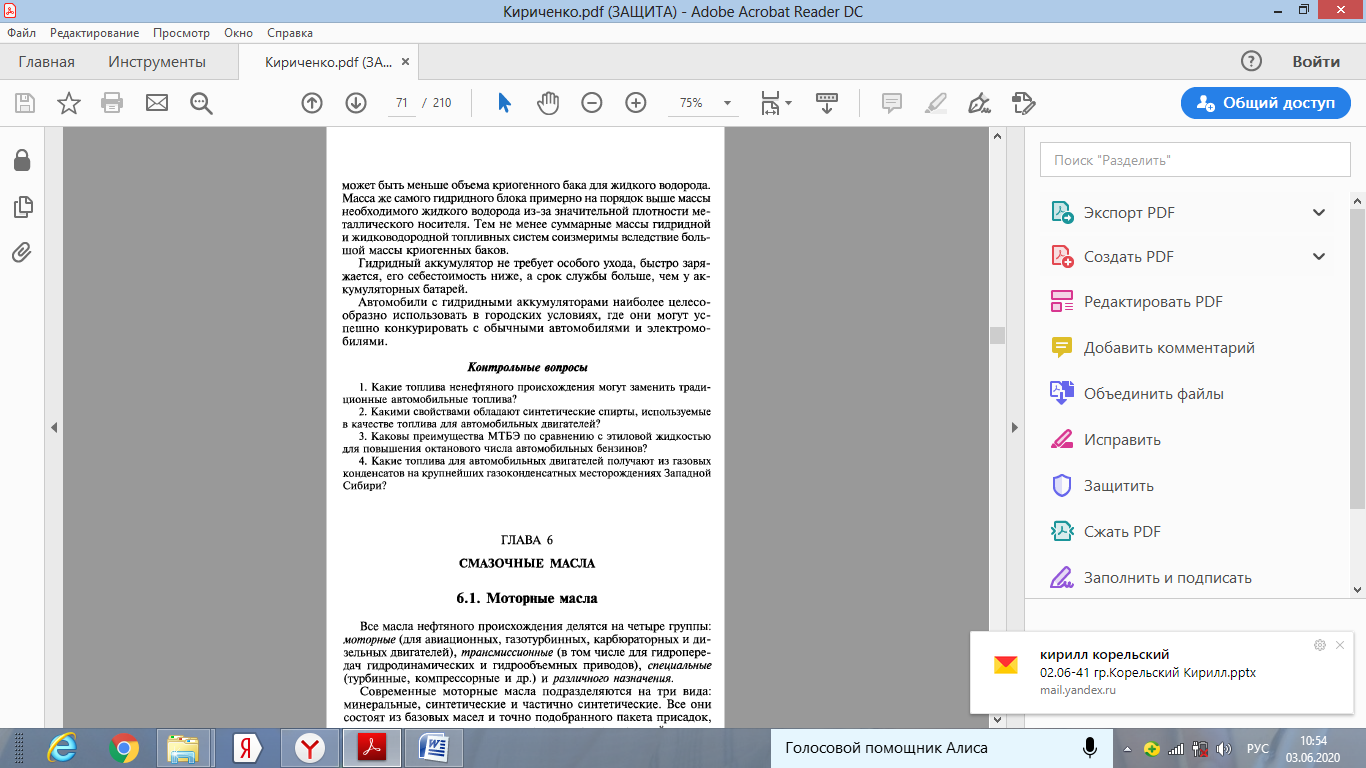 Кириченко.pdf (ЗАЩИТА) - Adobe Acrobat Reader DC
Файл Редактирование Просмотр Окно Справка
Главная Инструменты Кириченко.pdf (ЗА... × Войти
71 / 210 75% Общий доступ
может быть меньше объема криогенного бака для жидкого водорода.
Масса же самого гидридного блока примерно на порядок выше массы
необходимого жидкого водорода из-за значительной плотности ме-
таллического носителя. Тем не менее суммарные массы гидридной
и жидководородной топливных систем соизмеримы вследствие боль-
шой массы криогенных баков.
Гидридный аккумулятор не требует особого ухода, быстро заря-
жается, его себестоимость ниже, а срок службы больше, чем у ак-
кумуляторных батарей.
Автомобили с гидридными аккумуляторами наиболее целесо-
образно использовать в городских условиях, где они могут ус-
пешно конкурировать с обычными автомобилями и электромо-
билями.
Контрольные вопросы
1. Какие топлива ненефтяного происхождения могут заменить тради-
ционные автомобильные топлива?
2. Какими свойствами обладают синтетические спирты, используемые
в качестве топлива для автомобильных двигателей?
3. Каковы преимущества МТБЭ по сравнению с этиловой жидкостью
для повышения октанового числа автомобильных бензинов?
4. Какие топлива для автомобильных двигателей получают из газовых
конденсатов на крупнейших газоконденсатных месторождениях Западной
Сибири?
ГЛАВА 6
СМАЗОЧНЫЕ МАСЛА
6.1. Моторные масла
Все масла нефтяного происхождения делятся на четыре группы:
моторные (для авиационных, газотурбинных, карбюраторных и ди-
зельных двигателей), трансмиссионные (в том числе для гидропере-
дач гидродинамических и гидрообъемных приводов), специальные
(турбинные, компрессорные и др.) и различного назначения.
Современные моторные масла подразделяются на три вида:
минеральные, синтетические и частично синтетические. Все они
состоят из базовых масел и точно подобранного пакета присадок,
Поиск "Разделить"
Экспорт PDF
Создать PDF
Редактировать PDF
Добавить комментарий
Объединить файлы
Исправить
Защитить
Сжать PDF
Заполнить и подписать
кирилл корельский
02.06-41 гр.Корельский Кирилл.pptx
mail.yandex.ru
Голосовой помощник Алиса
РУС
10:54
03.06.2020